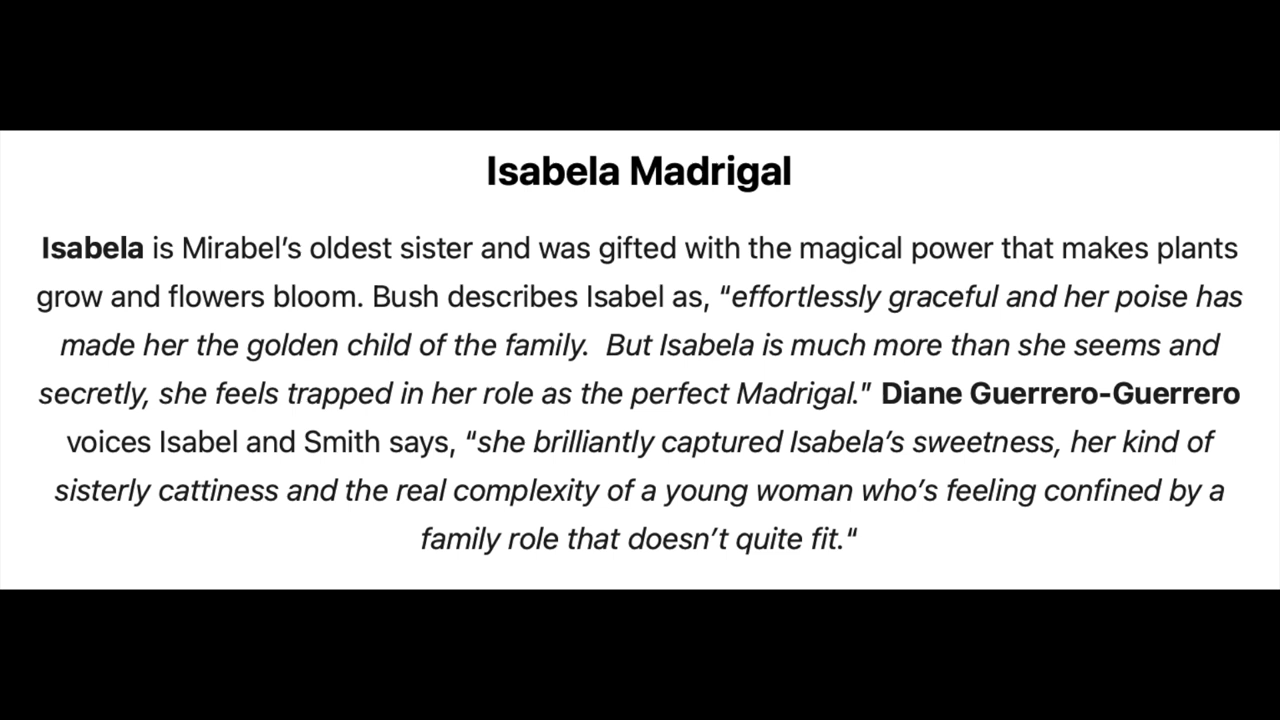 Isabela Madrigal
Isabela is Mirabel’s oldest sister and was gifted with the magical power that makes plants
grow and flowers bloom. Bush describes Isabel as, “effortlessly graceful and her poise has
made her the golden child of the family.  But Isabela is much more than she seems and
secretly, she feels trapped in her role as the perfect Madrigal.” Diane Guerrero-Guerrero
voices Isabel and Smith says, “she brilliantly captured Isabela’s sweetness, her kind of
sisterly cattiness and the real complexity of a young woman who’s feeling confined by a
family role that doesn’t quite fit.“